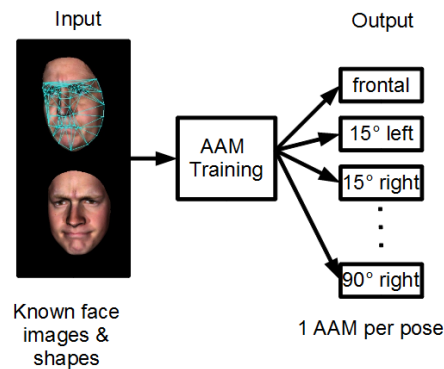 Input
Output
AAM
Training
frontal
15° left
15° right
90° right
Known face
images &
shapes
1 AAM per pose